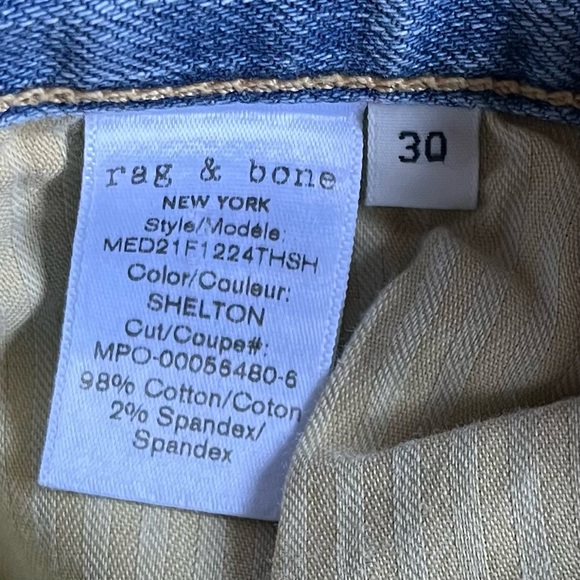 rag & bone
NEW YORK
Style/Modèle:
MED21F1224THSH
Color/Couleur:
SHELTON
Cut/Coupe#:
MPO-00056480-6
98% Cotton/Coton
2% Spandex/
Spandex
30